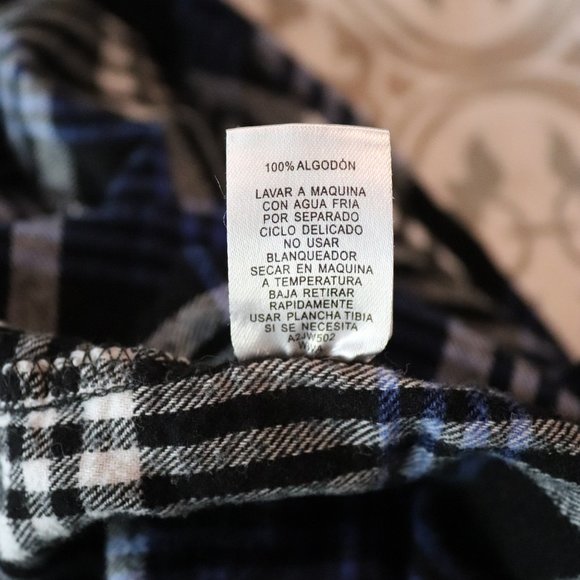 100% ALGODÓN
LAVAR A MAQUINA
CON AGUA FRIA
POR SEPARADO
CICLO DELICADO
NO USAR
BLANQUEADOR
SECAR EN MAQUINA
A TEMPERATURA
BAJA RETIRAR
RAPIDAMENTE
USAR PLANCHA TIBIA
SI SE NECESITA
A2JW502